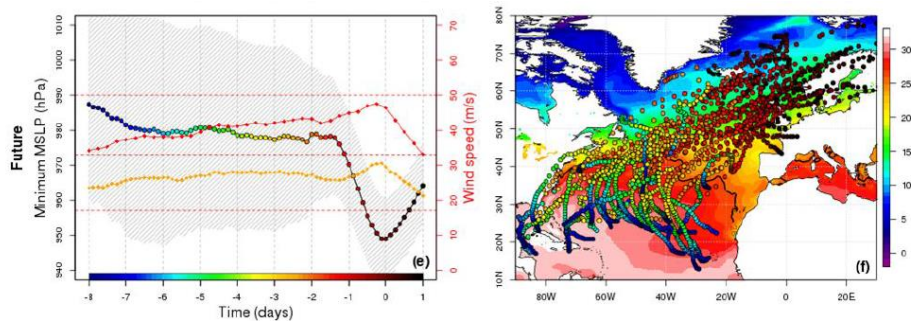 Future
Minimum MSLP (hPa)
1010
1000
990
980
970
960
950
940
70
60
50
40
30
20
10
0
Wind speed (m/s)
(e)
-8 -7 -6 -5 -4 -3 -2 -1 0 1
Time (days)
80N
70N
60N
50N
40N
30N
20N
10N
(f)
80W 60W 40W 20W 0 20E
30
25
20
15
10
5
0